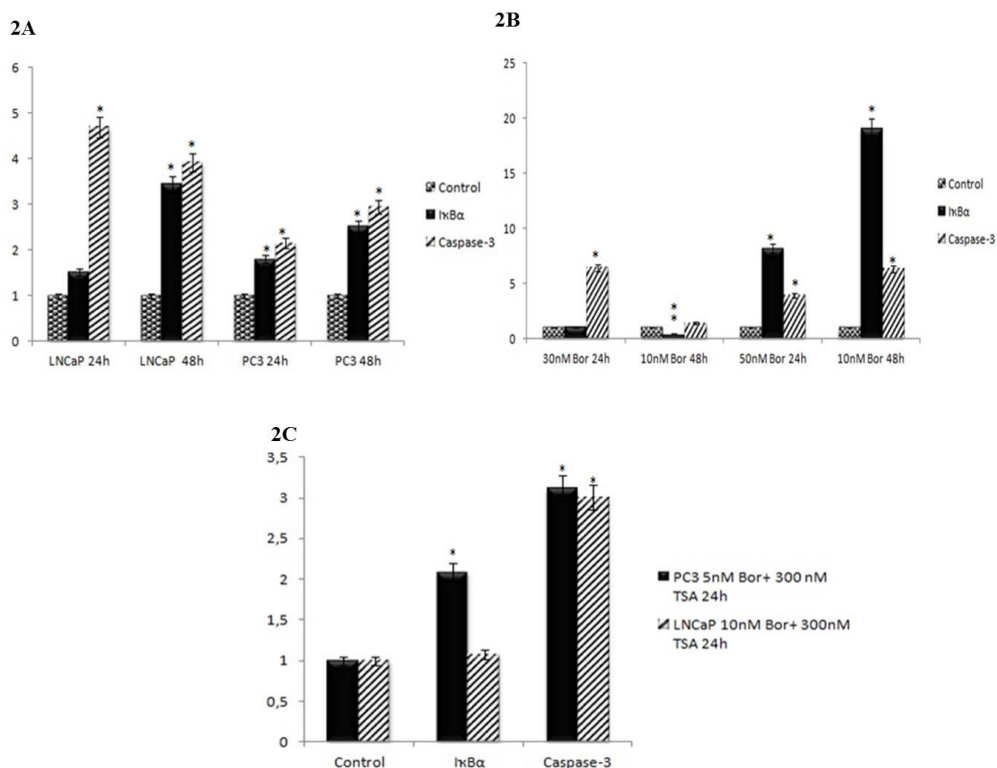 2A
6
5
4
3
2
1
0
*
*
*
*
*
*
*
LNCaP 24h
LNCaP 48h
PC3 24h
PC3 48h
Control
IκBα
Caspase-3
2B
25
20
15
10
5
0
*
*
*
*
*
*
*
30nM Bor 24h
10nM Bor 48h
50nM Bor 24h
10nM Bor 48h
Control
IκBα
Caspase-3
2C
3,5
3
2,5
2
1,5
1
0,5
0
*
*
*
Control
IκBα
Caspase-3
PC3 5nM Bor+ 300 nM
TSA 24h
LNCaP 10nM Bor+ 300nM
TSA 24h